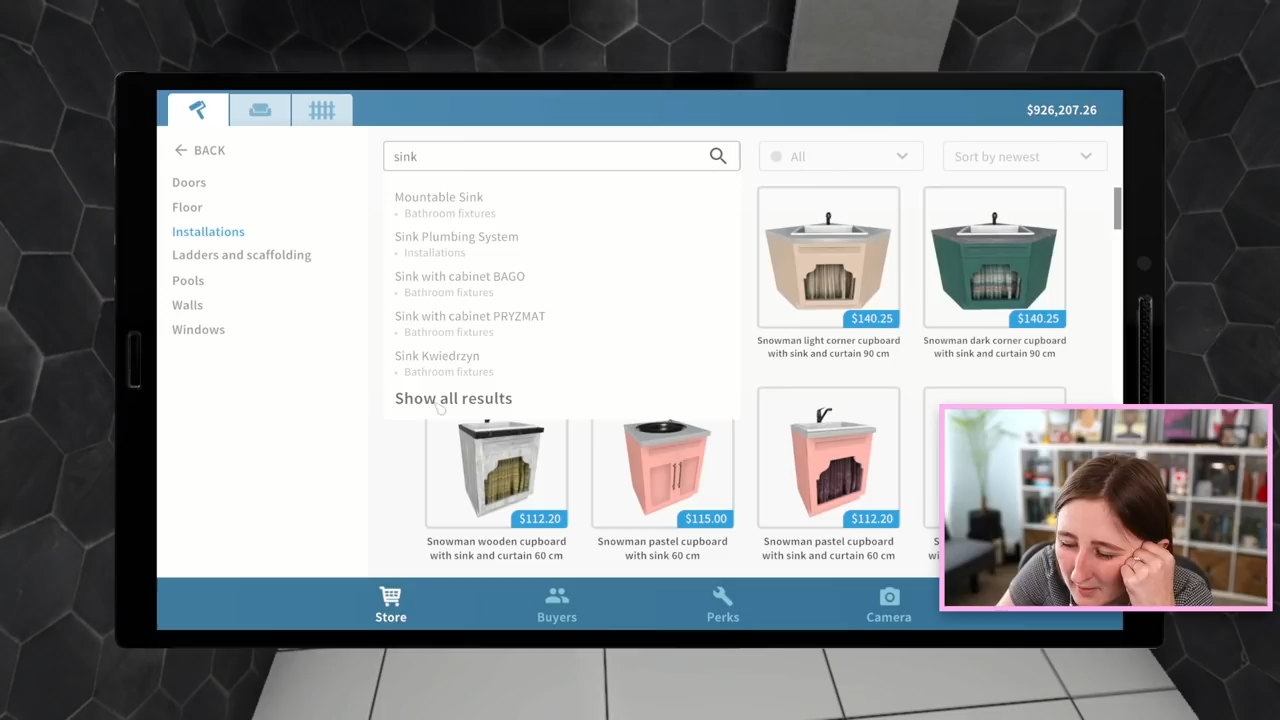 $926,207.26
BACK
Doors
Floor
Installations
Ladders and scaffolding
Pools
Walls
Windows
sink
All
Sort by newest
Mountable Sink
• Bathroom fixtures
Sink Plumbing System
• Installations
Sink with cabinet BAGO
• Bathroom fixtures
Sink with cabinet PRYZMAT
• Bathroom fixtures
Sink Kwiedrzyn
• Bathroom fixtures
Show all results
$140.25
Snowman light corner cupboard
with sink and curtain 90 cm
$140.25
Snowman dark corner cupboard
with sink and curtain 90 cm
$112.20
Snowman wooden cupboard
with sink and curtain 60 cm
$115.00
Snowman pastel cupboard
with sink 60 cm
$112.20
Snowman pastel cupboard
with sink and curtain 60 cm
Store
Buyers
Perks
Camera